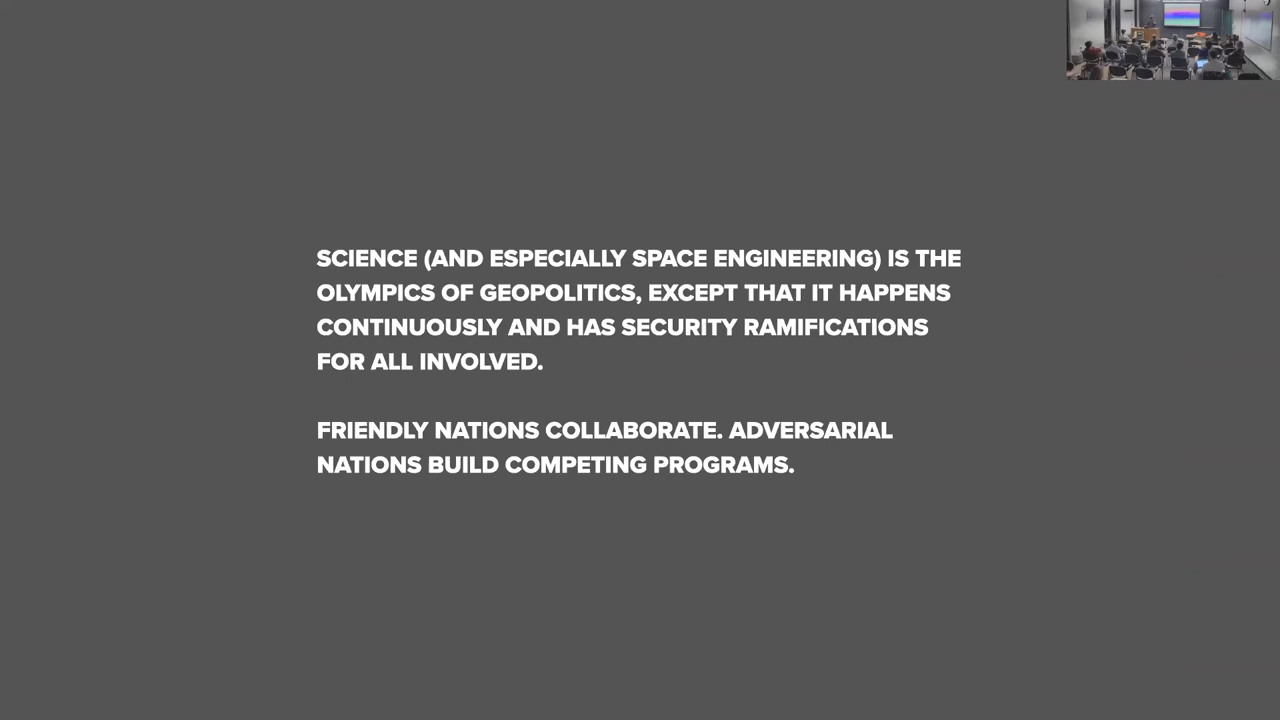 SCIENCE (AND ESPECIALLY SPACE ENGINEERING) IS THE
OLYMPICS OF GEOPOLITICS, EXCEPT THAT IT HAPPENS
CONTINUOUSLY AND HAS SECURITY RAMIFICATIONS
FOR ALL INVOLVED.
FRIENDLY NATIONS COLLABORATE. ADVERSARIAL
NATIONS BUILD COMPETING PROGRAMS.